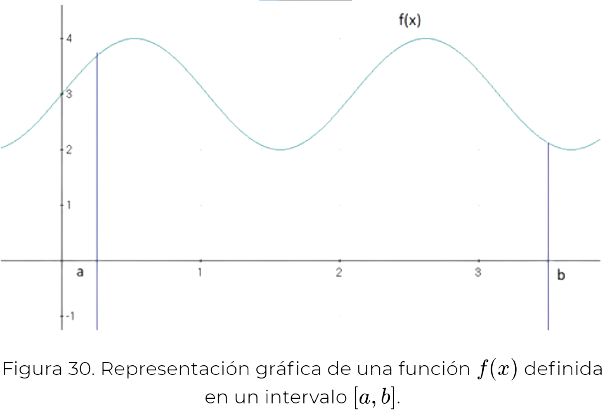 f(x)
4
3
2
1
a
1
2
3
b
-1
Figura 30. Representación gráfica de una función f(x) definida
en un intervalo [a, b].